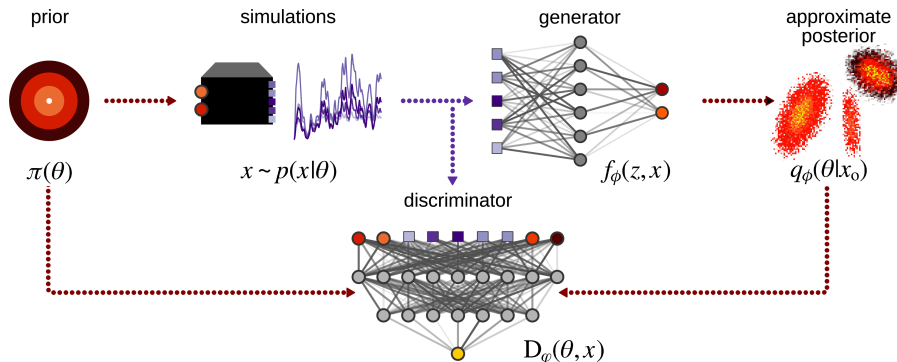 prior
simulations
generator
approximate
posterior
π(θ)
x ~ p(x|θ)
f_ϕ(z, x)
q_ϕ(θ|x_o)
discriminator
D_φ(θ, x)